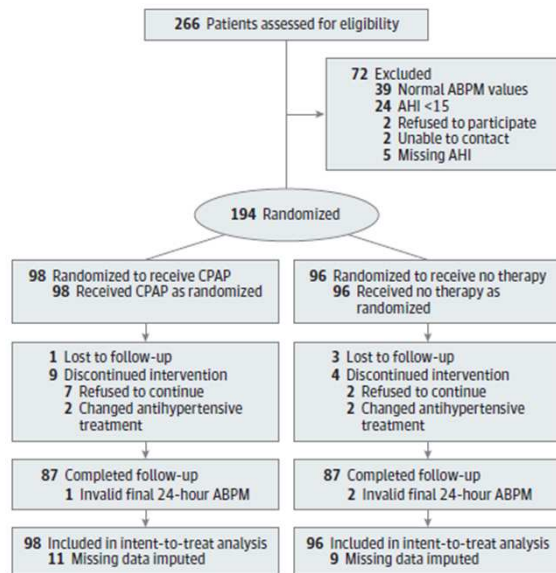 266 Patients assessed for eligibility
72 Excluded
39 Normal ABPM values
24 AHI <15
2 Refused to participate
2 Unable to contact
5 Missing AHI
194 Randomized
98 Randomized to receive CPAP
98 Received CPAP as randomized
96 Randomized to receive no therapy
96 Received no therapy as
randomized
1 Lost to follow-up
9 Discontinued intervention
7 Refused to continue
2 Changed antihypertensive
treatment
3 Lost to follow-up
4 Discontinued intervention
2 Refused to continue
2 Changed antihypertensive
treatment
87 Completed follow-up
1 Invalid final 24-hour ABPM
87 Completed follow-up
2 Invalid final 24-hour ABPM
98 Included in intent-to-treat analysis
11 Missing data imputed
96 Included in intent-to-treat analysis
9 Missing data imputed